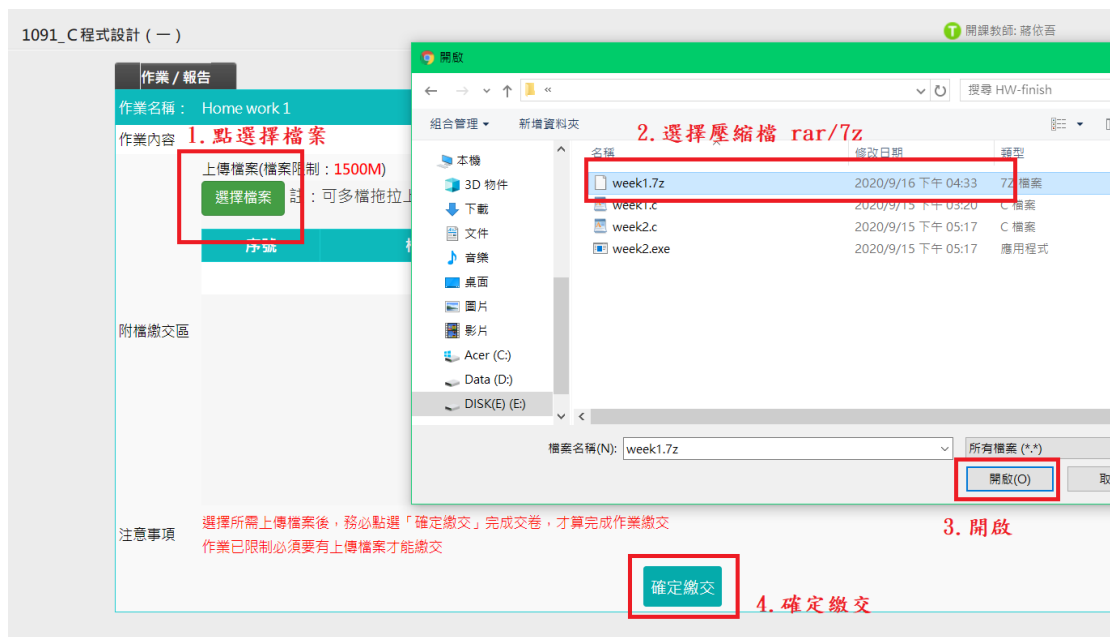 1091_C程式設計(一)
T 開課教師: 蔣依吾
作業 / 報告
作業名稱: Home work 1
作業內容
1.點選擇檔案
上傳檔案(檔案限制:1500M)
選擇檔案 註:可多檔拖拉上
序號
附檔繳交區
注意事項
選擇所需上傳檔案後,務必點選「確定繳交」完成交卷,才算完成作業繳交
作業已限制必須要有上傳檔案才能繳交
確定繳交
4.確定繳交
開啟
«
搜尋 HW-finish
組合管理 新增資料夾
2.選擇壓縮檔 rar/7z
名稱 修改日期 類型
week1.7z 2020/9/16 下午 04:33 7Z 檔案
week1.c 2020/9/15 下午 03:20 C 檔案
week2.c 2020/9/15 下午 05:17 C 檔案
week2.exe 2020/9/15 下午 05:17 應用程式
本機
3D 物件
下載
文件
音樂
桌面
圖片
影片
Acer (C:)
Data (D:)
DISK(E) (E:)
檔案名稱(N): week1.7z 所有檔案 (*.*)
開啟(O) 取
3.開啟